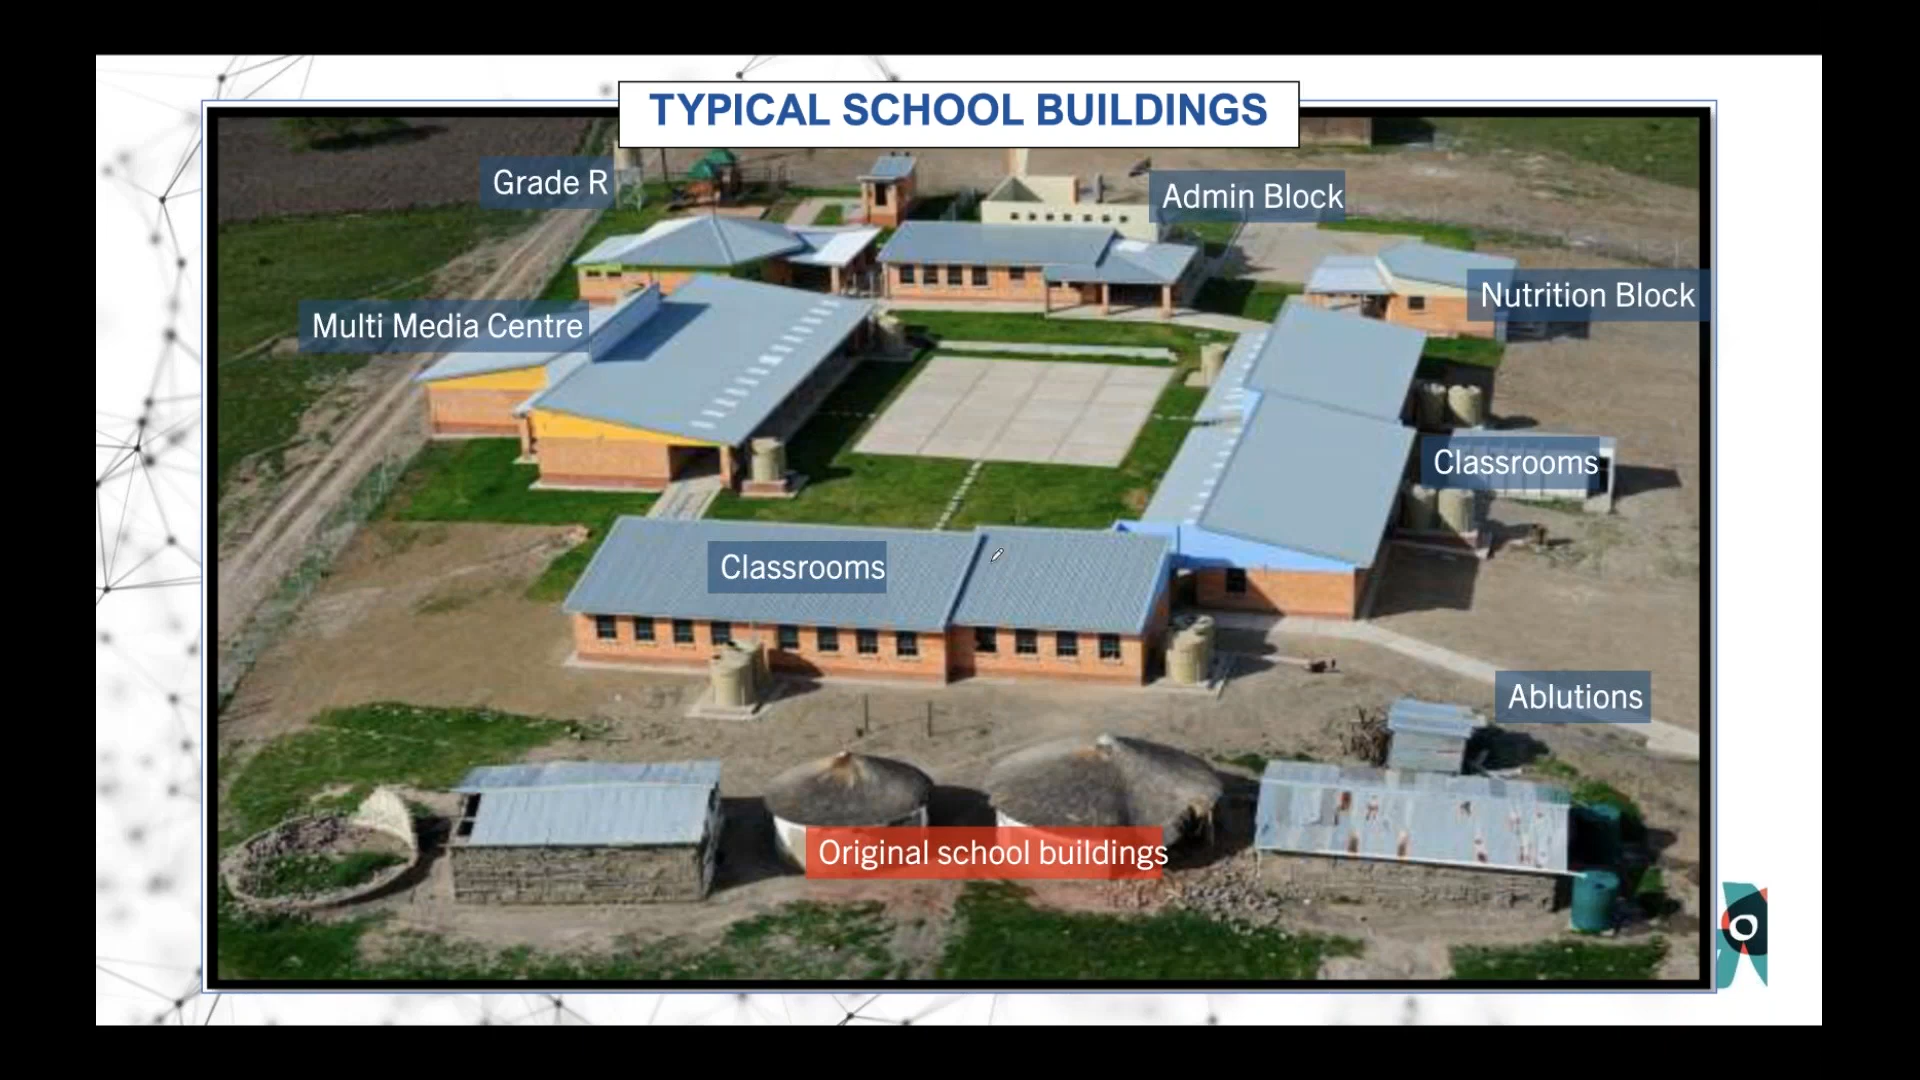 TYPICAL SCHOOL BUILDINGS
Grade R
Admin Block
Nutrition Block
Multi Media Centre
Classrooms
Classrooms
Ablutions
Original school buildings